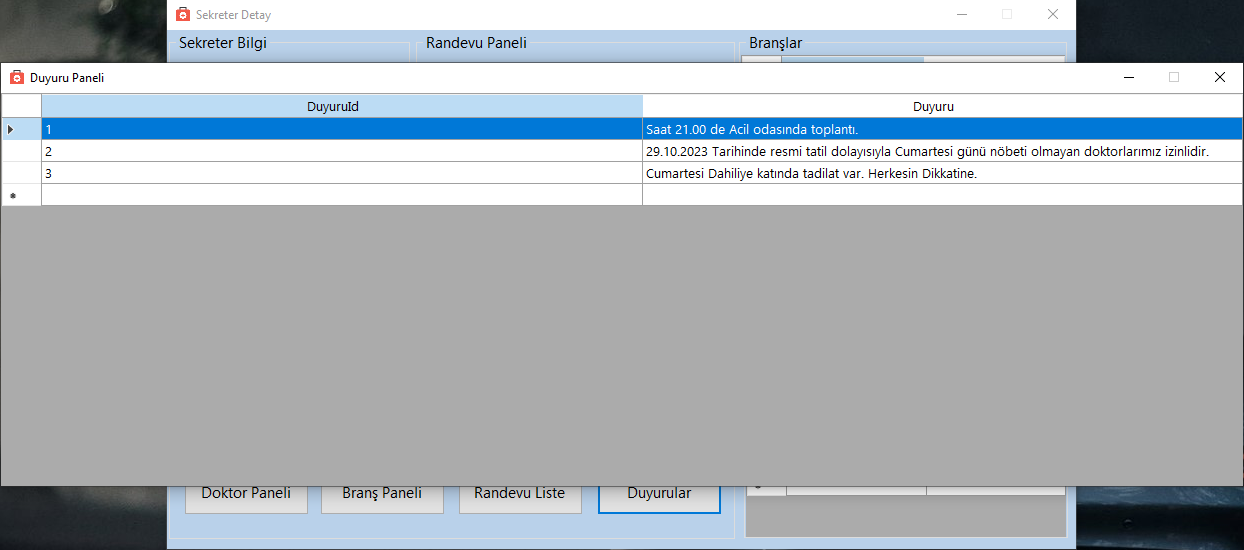 Sekreter Detay
Sekreter Bilgi
Randevu Paneli
Branşlar
Duyuru Paneli
DuyuruId Duyuru
1 Saat 21.00 de Acil odasında toplantı.
2 29.10.2023 Tarihinde resmi tatil dolayısıyla Cumartesi günü nöbeti olmayan doktorlarımız izinlidir.
3 Cumartesi Dahiliye katında tadilat var. Herkesin Dikkatine.
Doktor Paneli
Branş Paneli
Randevu Liste
Duyurular